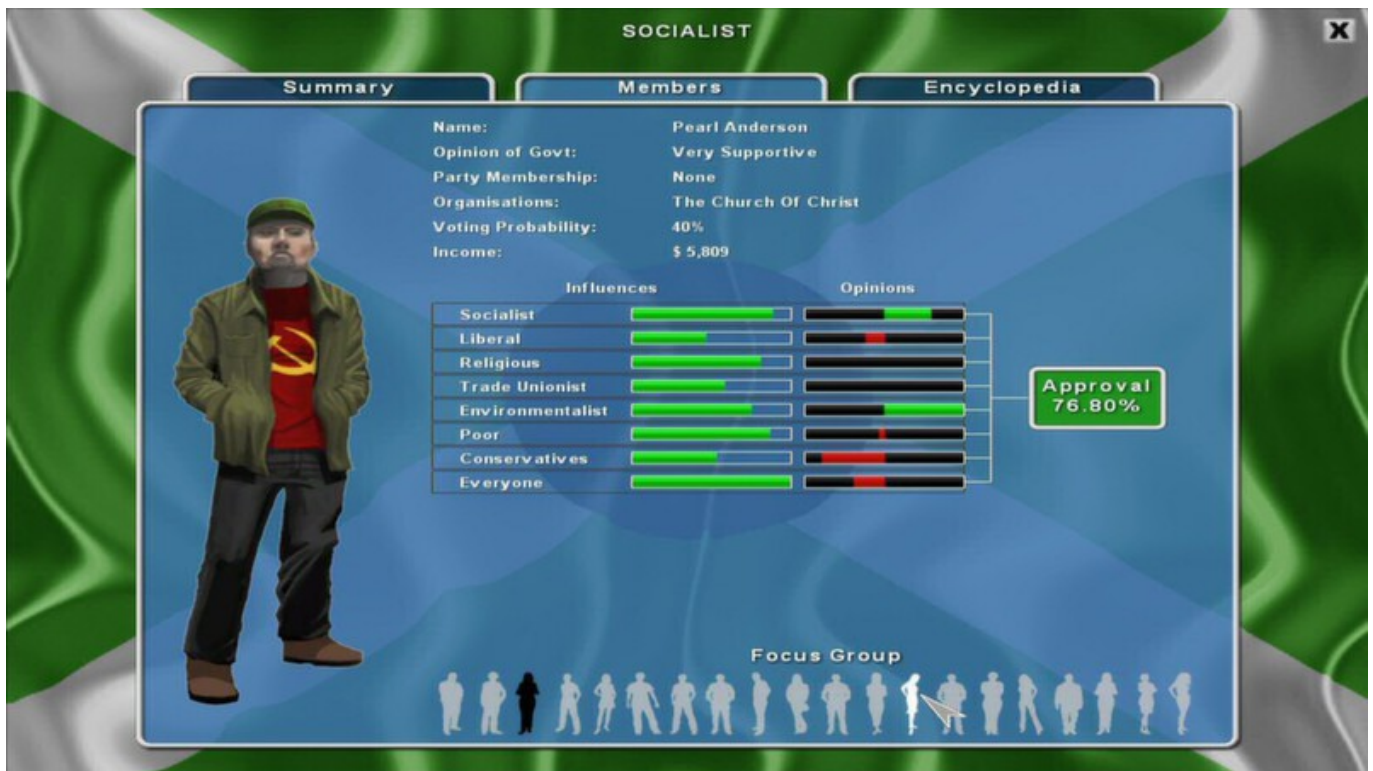 SOCIALIST
X
Summary Members Encyclopedia
Name: Pearl Anderson
Opinion of Govt: Very Supportive
Party Membership: None
Organisations: The Church Of Christ
Voting Probability: 40%
Income: $ 5,809
Influences Opinions
Socialist
Liberal
Religious
Trade Unionist
Environmentalist
Poor
Conservatives
Everyone
Approval
76.80%
Focus Group